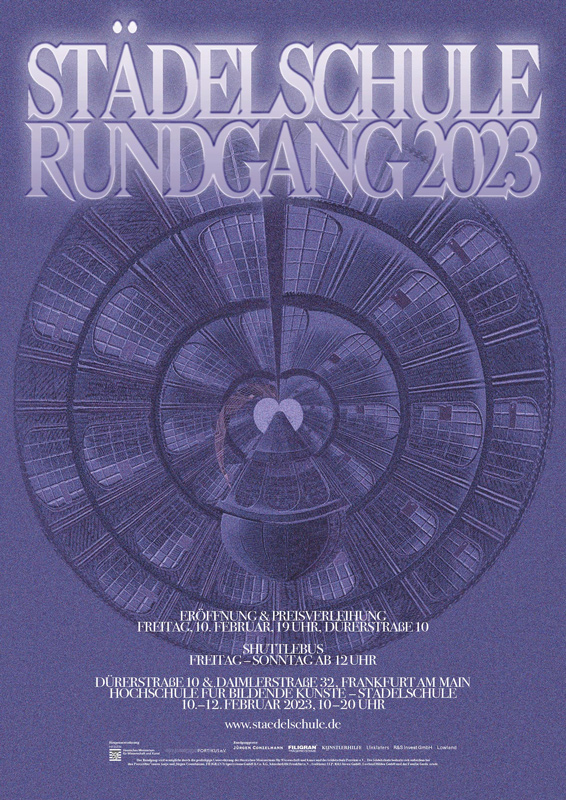 STÄDELSCHULE
RUNDGANG 2023
ERÖFFNUNG & PREISVERLEIHUNG
FREITAG, 10. FEBRUAR, 19 UHR, DÜRERSTRAßE 10
SHUTTLEBUS
FREITAG – SONNTAG AB 12 UHR
DÜRERSTRAßE 10 & DAIMLERSTRAßE 32, FRANKFURT AM MAIN
HOCHSCHULE FÜR BILDENDE KÜNSTE – STÄDELSCHULE
10.–12. FEBRUAR 2023, 10–20 UHR
www.staedelschule.de
JÜRGEN CONZELMANN FILIGRAN KÜNSTLERHILFE Linklaters R&S Invest GmbH Lowland